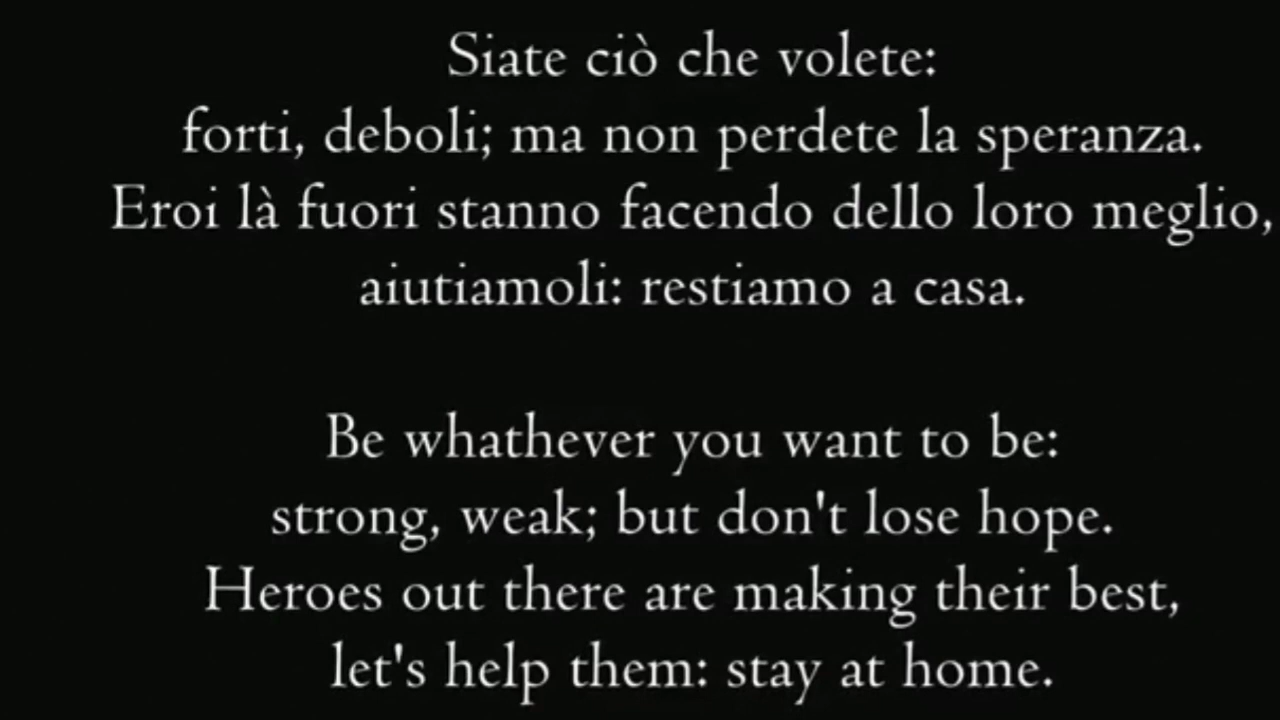 Siate ciò che volete:
forti, deboli; ma non perdete la speranza.
Eroi là fuori stanno facendo dello loro meglio,
aiutiamoli: restiamo a casa.
Be whathever you want to be:
strong, weak; but don't lose hope.
Heroes out there are making their best,
let's help them: stay at home.